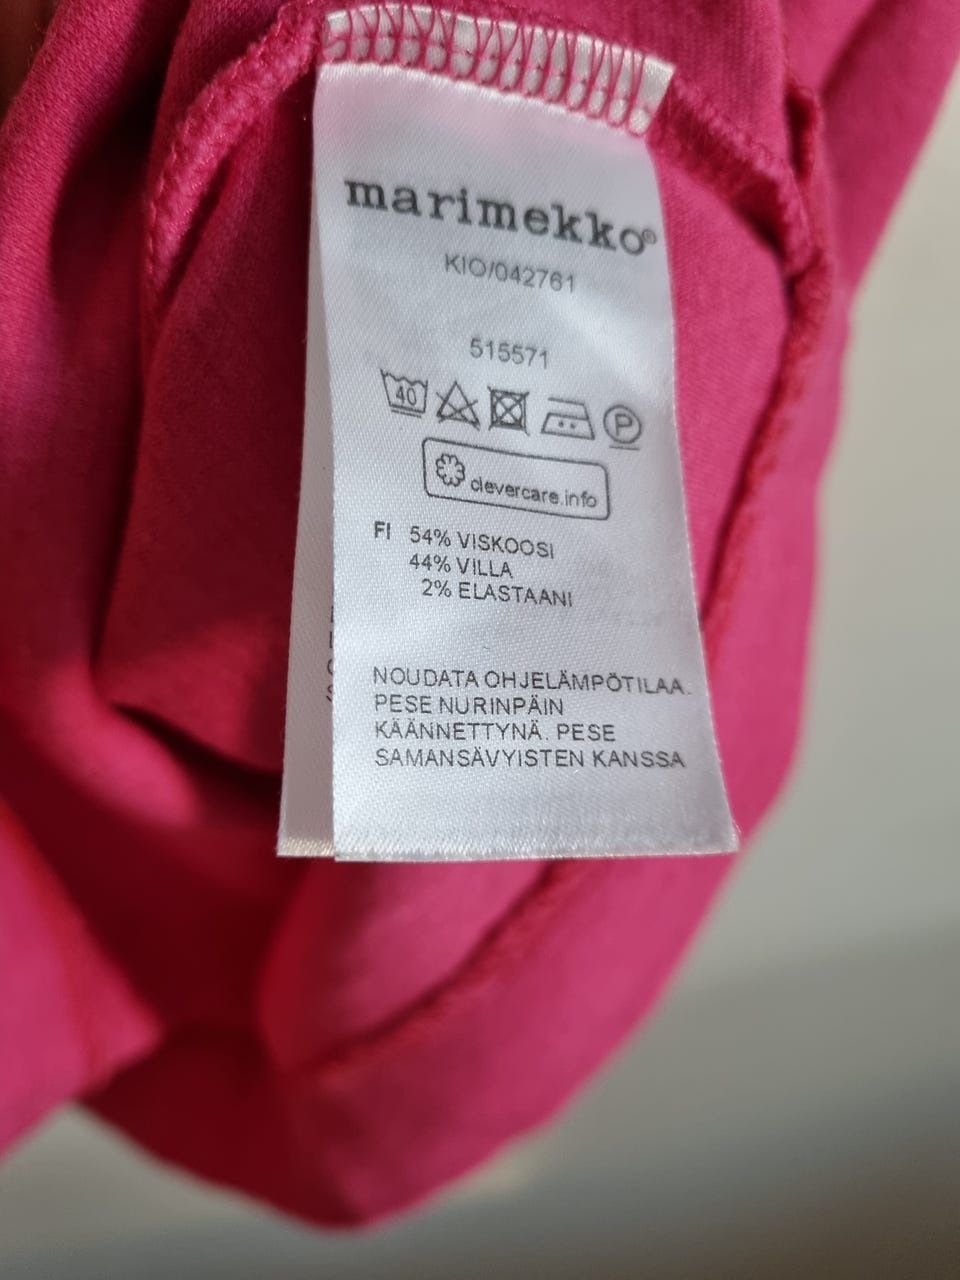 marimekko®
KIO/042761
515571
40
P
clevercare.info
FI 54% VISKOOSI
44% VILLA
2% ELASTAANI
NOUDATA OHJELÄMPÖTILAA.
PESE NURINPÄIN
KÄÄNNETTYNÄ. PESE
SAMANSÄVYISTEN KANSSA